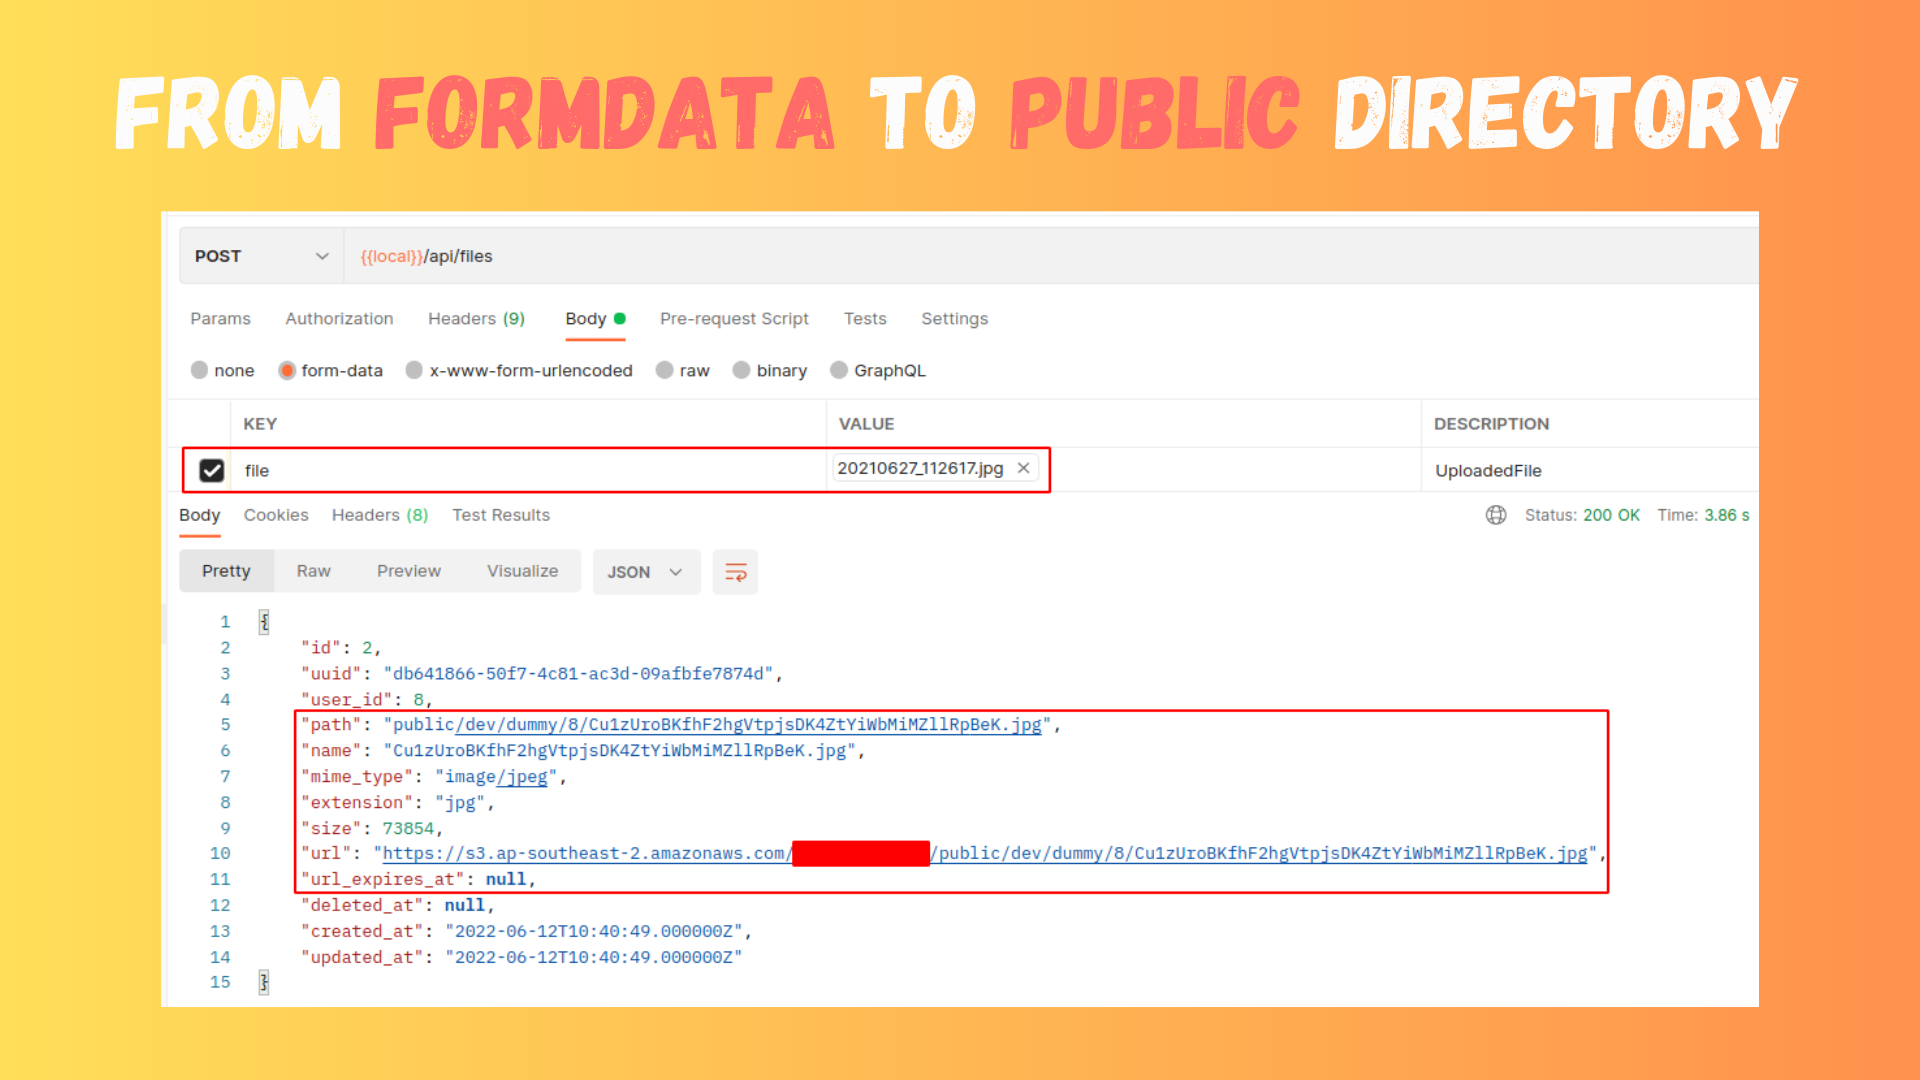 FROM FORMDATA TO PUBLIC DIRECTORY
POST {{local}}/api/files
Params Authorization Headers (9) Body Pre-request Script Tests Settings
none form-data x-www-form-urlencoded raw binary GraphQL
KEY VALUE DESCRIPTION
file 20210627_112617.jpg UploadedFile
Body Cookies Headers (8) Test Results Status: 200 OK Time: 3.86 s
Pretty Raw Preview Visualize JSON
1 {
2 "id": 2,
3 "uuid": "db641866-50f7-4c81-ac3d-09afbfe7874d",
4 "user_id": 8,
5 "path": "public/dev/dummy/8/Cu1zUroBKfhF2hgVtpjsDK4ZtYiWbMiMZllRpBeK.jpg",
6 "name": "Cu1zUroBKfhF2hgVtpjsDK4ZtYiWbMiMZllRpBeK.jpg",
7 "mime_type": "image/jpeg",
8 "extension": "jpg",
9 "size": 73854,
10 "url": "https://s3.ap-southeast-2.amazonaws.com/ /public/dev/dummy/8/Cu1zUroBKfhF2hgVtpjsDK4ZtYiWbMiMZllRpBeK.jpg",
11 "url_expires_at": null,
12 "deleted_at": null,
13 "created_at": "2022-06-12T10:40:49.000000Z",
14 "updated_at": "2022-06-12T10:40:49.000000Z"
15 }